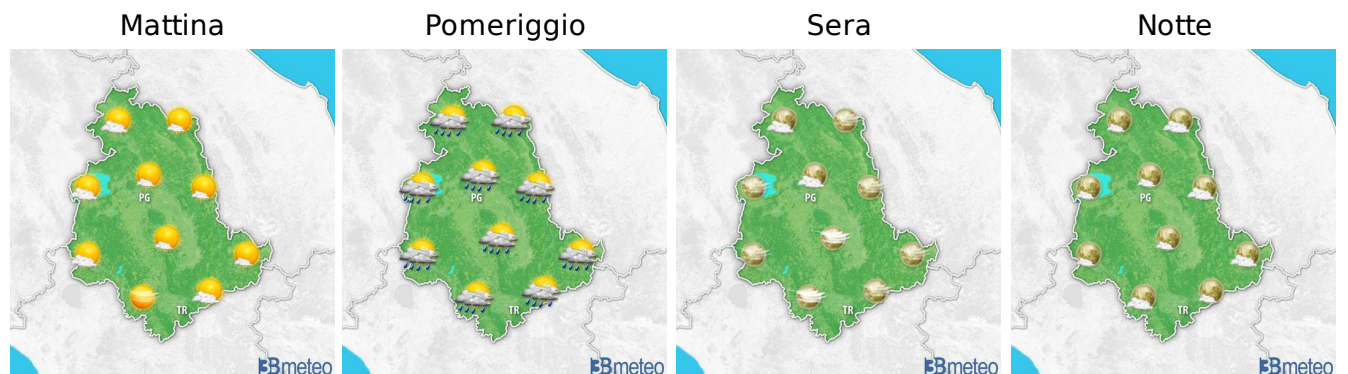 Mattina
Pomeriggio
Sera
Notte
PG
TR
3Bmeteo
PG
TR
3Bmeteo
PG
TR
3Bmeteo
PG
TR
3Bmeteo